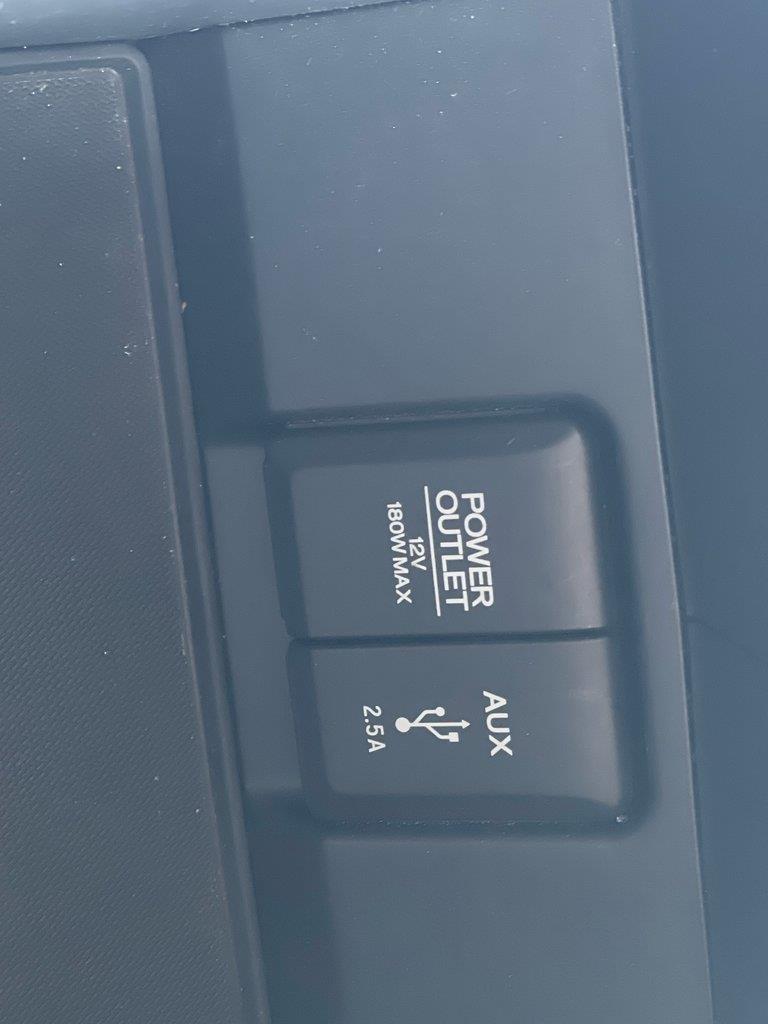 POWER
OUTLET
12V
180W MAX
AUX
2.5A